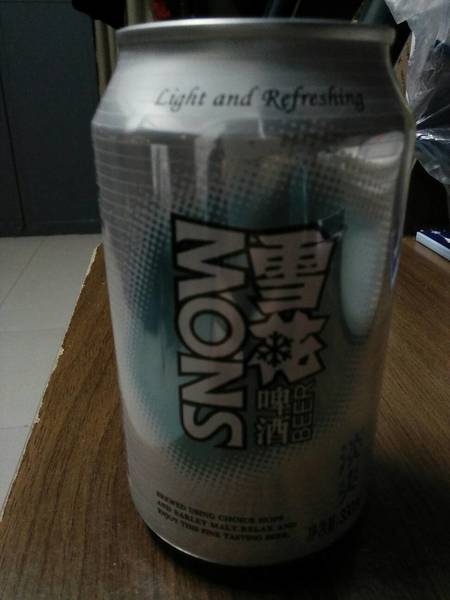 Light and Refreshing
SNOW
雪花
啤酒
BEER
BREWED USING CHOICE HOPS
AND BARLEY MALT. RELAX AND
ENJOY THIS FINE TASTING BEER.